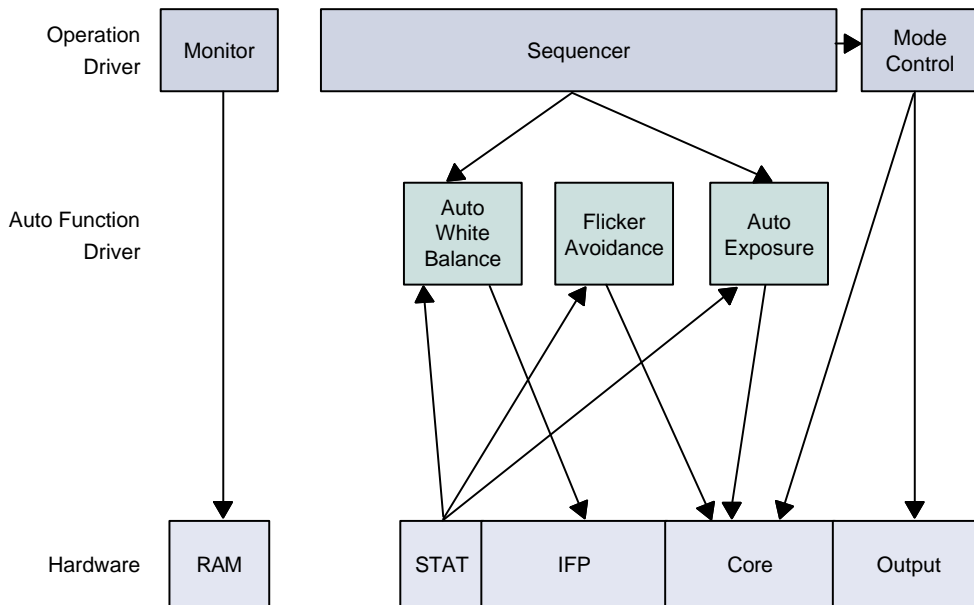 Operation
Driver
Monitor
Sequencer
Mode
Control
Auto Function
Driver
Auto
White
Balance
Flicker
Avoidance
Auto
Exposure
Hardware
RAM
STAT
IFP
Core
Output